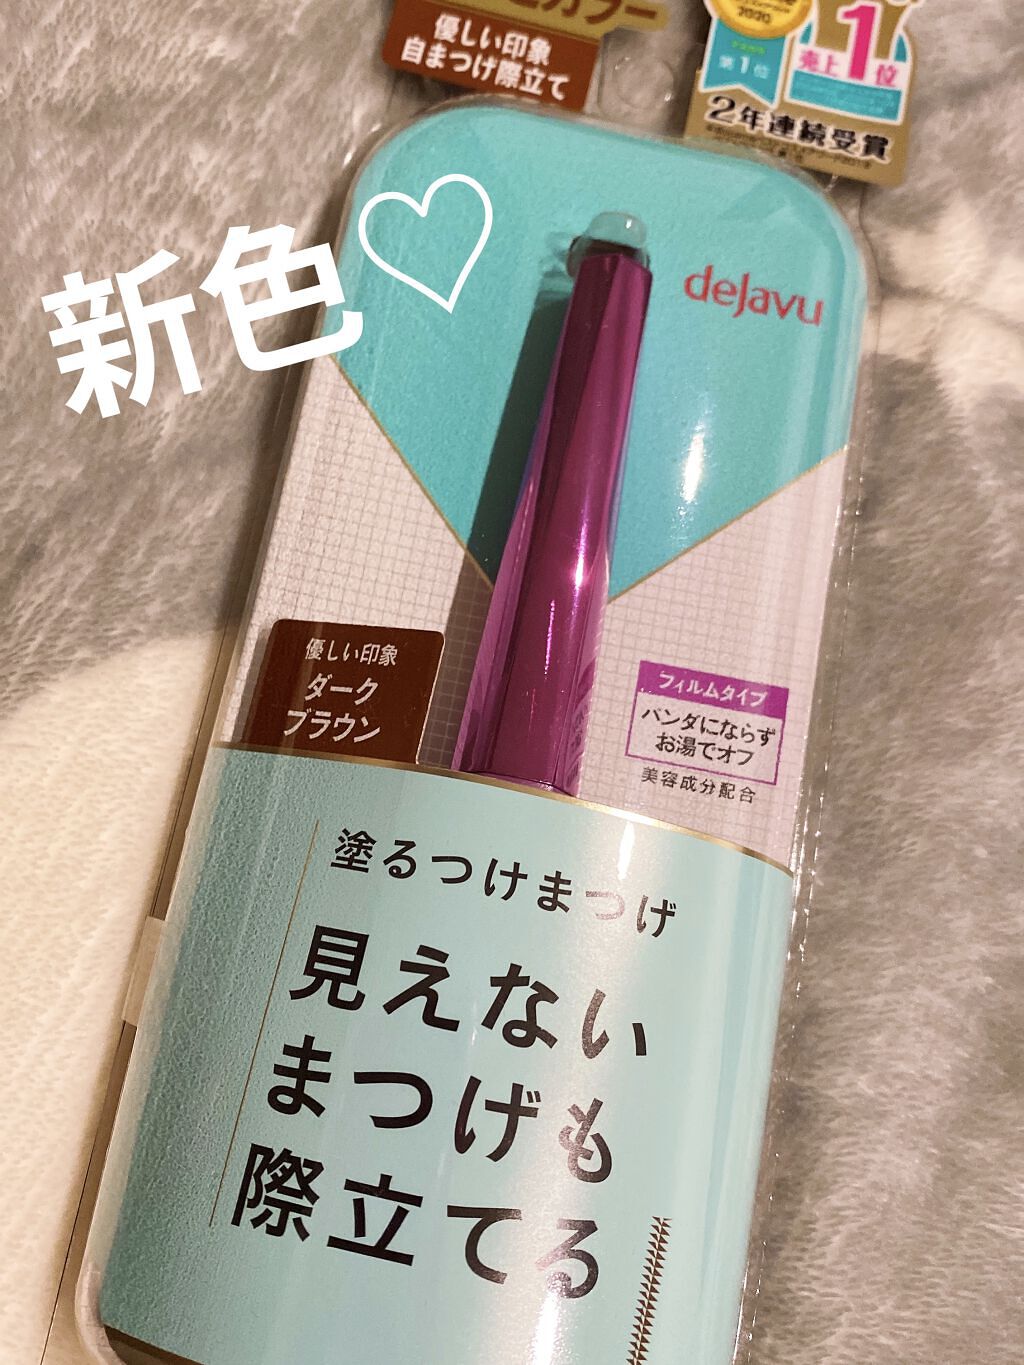 優しい印象
自まつげ際立て
2020
第1位
売上1位
2年連続受賞
新色♡
dejavu
優しい印象
ダーク
ブラウン
フィルムタイプ
パンダにならず
お湯でオフ
美容成分配合
塗るつけまつげ
見えない
まつげも
際立てる